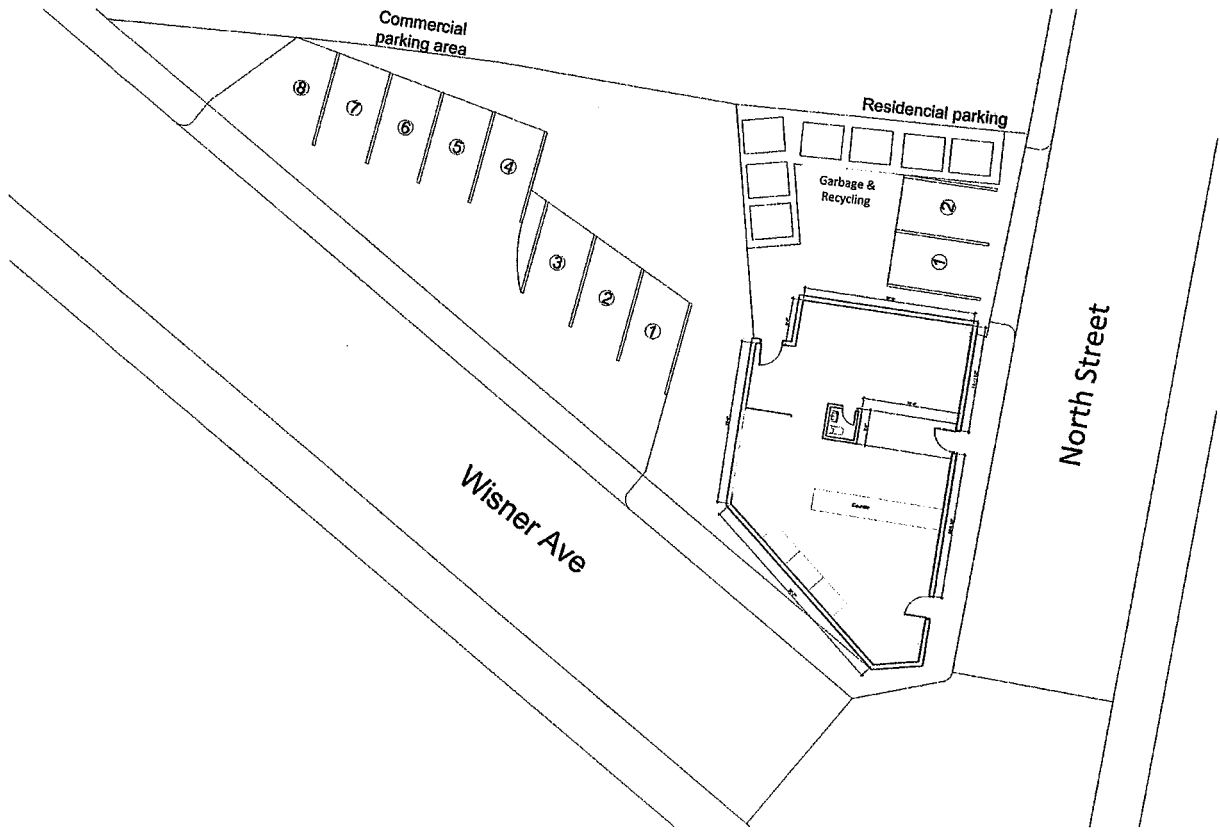 Commercial
parking area
Residencial parking
8
7
6
5
4
3
2
1
Garbage &
Recycling
2
1
North Street
Wisner Ave
Counter